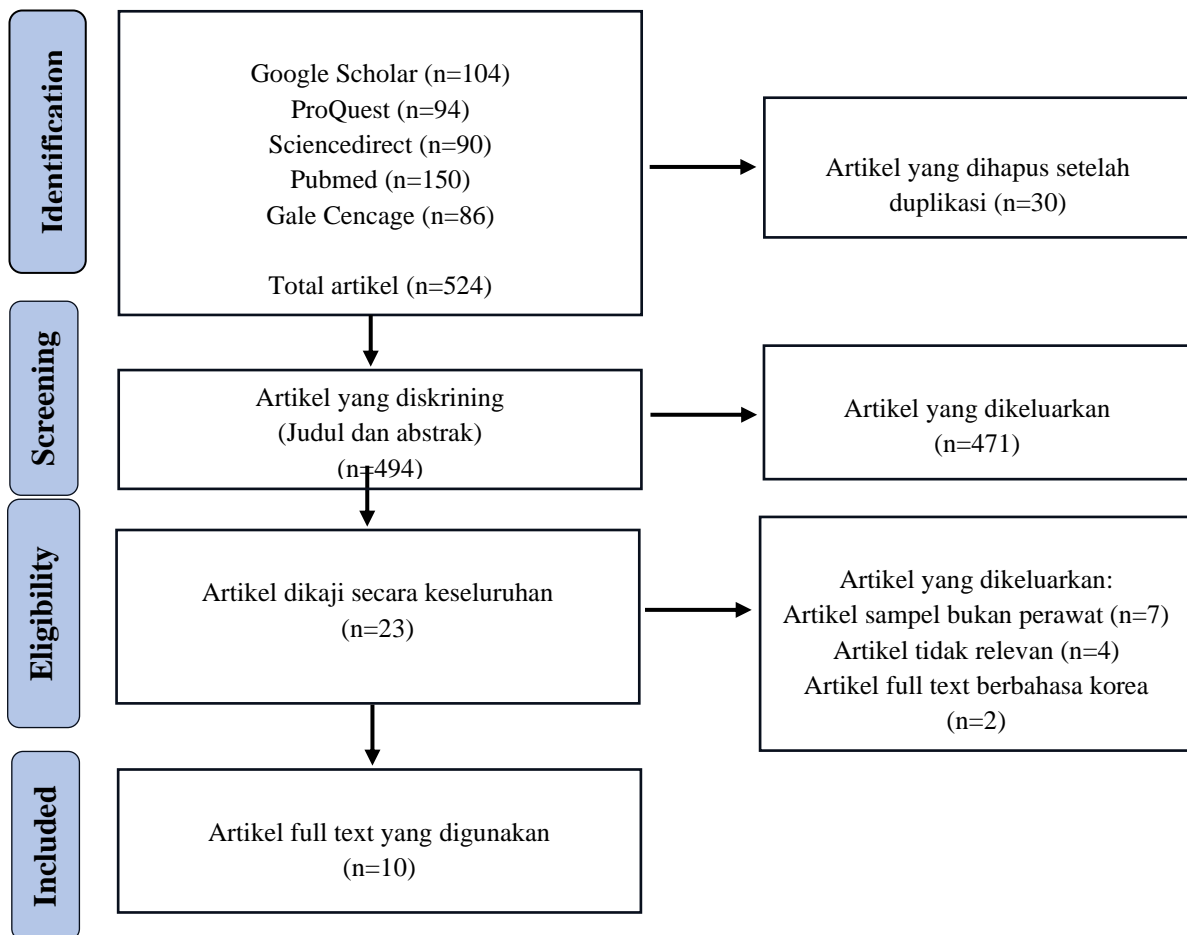 Identification
Google Scholar (n=104)
ProQuest (n=94)
Sciencedirect (n=90)
Pubmed (n=150)
Gale Cencage (n=86)
Total artikel (n=524)
Artikel yang dihapus setelah
duplikasi (n=30)
Screening
Artikel yang diskrining
(Judul dan abstrak)
(n=494)
Artikel yang dikeluarkan
(n=471)
Eligibility
Artikel dikaji secara keseluruhan
(n=23)
Artikel yang dikeluarkan:
Artikel sampel bukan perawat (n=7)
Artikel tidak relevan (n=4)
Artikel full text berbahasa korea
(n=2)
Included
Artikel full text yang digunakan
(n=10)